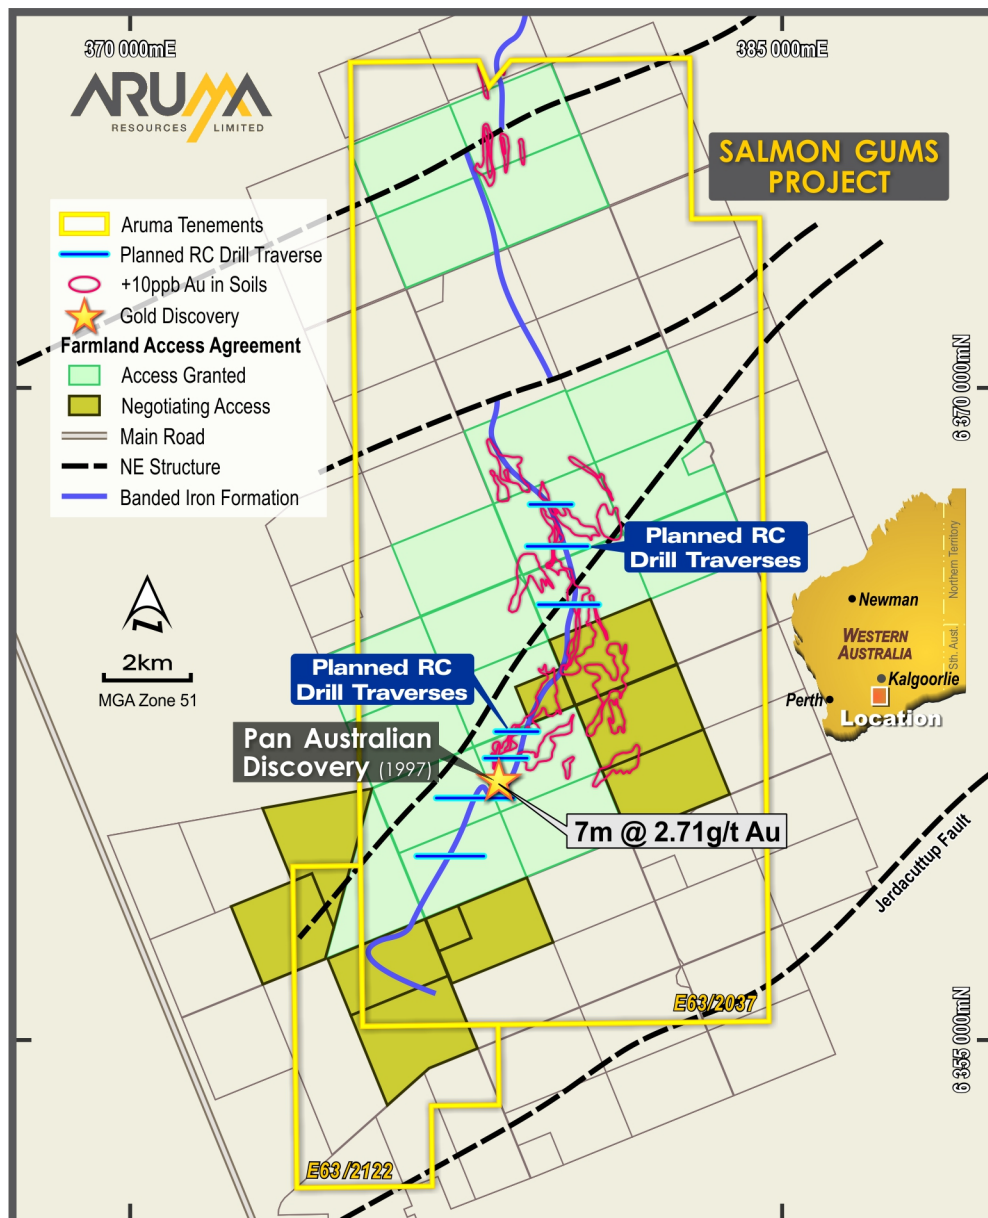 370 000mE
385 000mE
ARUMA
RESOURCES LIMITED
SALMON GUMS
PROJECT
Aruma Tenements
Planned RC Drill Traverse
+10ppb Au in Soils
Gold Discovery
Farmland Access Agreement
Access Granted
Negotiating Access
Main Road
NE Structure
Banded Iron Formation
6 370 000mN
Planned RC
Drill Traverses
N
2km
MGA Zone 51
Planned RC
Drill Traverses
Pan Australian
Discovery (1997)
7m @ 2.71g/t Au
Northern Territory
Sth. Aust.
Newman
WESTERN
AUSTRALIA
Kalgoorlie
Perth
Location
Jerdacuttup Fault
E63/2037
6 355 000mN
E63/2122